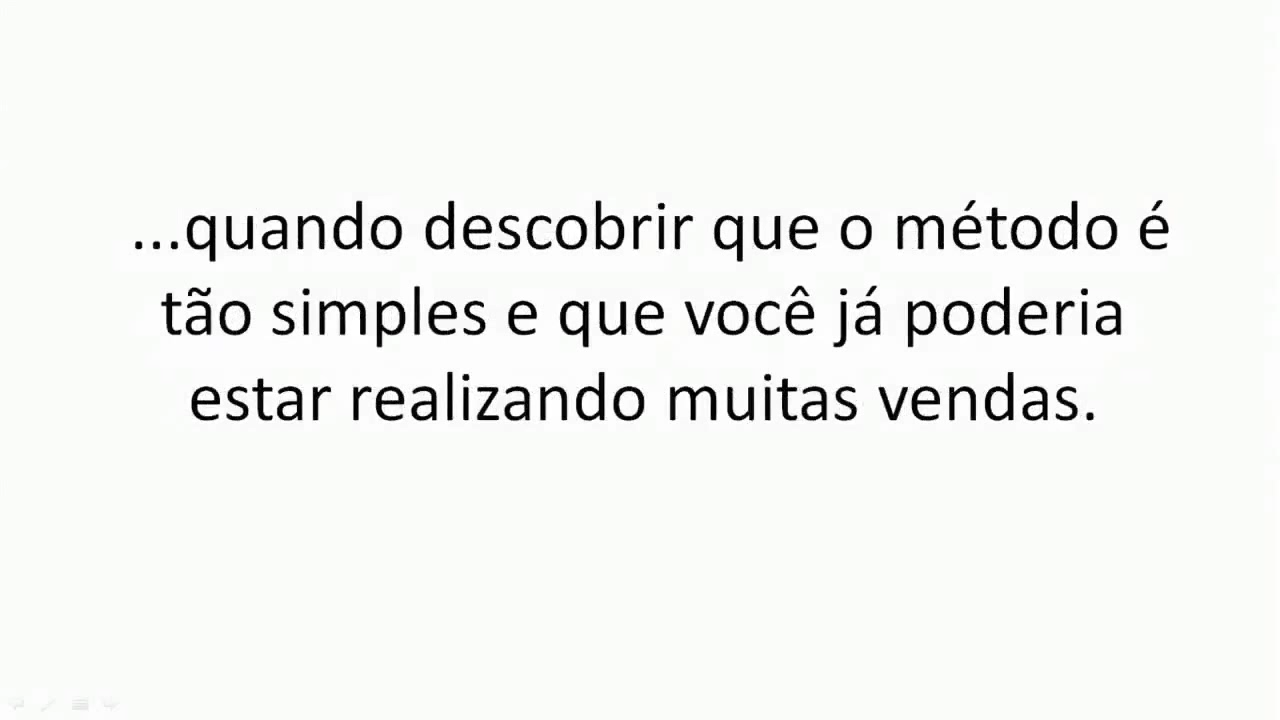 ...quando descobrir que o método é
tão simples e que você já poderia
estar realizando muitas vendas.